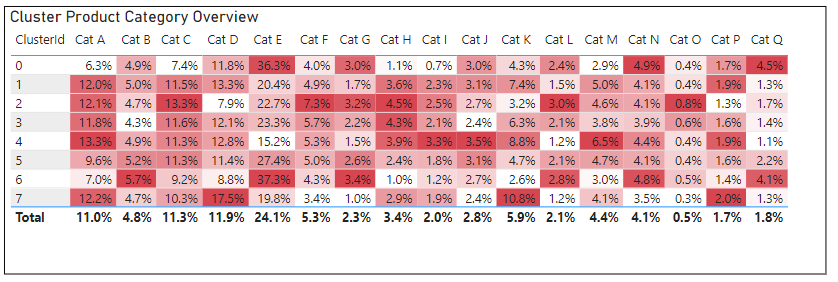 Cluster Product Category Overview
ClusterId Cat A Cat B Cat C Cat D Cat E Cat F Cat G Cat H Cat I Cat J Cat K Cat L Cat M Cat N Cat O Cat P Cat Q
0 6.3% 4.9% 7.4% 11.8% 36.3% 4.0% 3.0% 1.1% 0.7% 3.0% 4.3% 2.4% 2.9% 4.9% 0.4% 1.7% 4.5%
1 12.0% 5.0% 11.5% 13.3% 20.4% 4.9% 1.7% 3.6% 2.3% 3.1% 7.4% 1.5% 5.0% 4.1% 0.4% 1.9% 1.3%
2 12.1% 4.7% 13.3% 7.9% 22.7% 7.3% 3.2% 4.5% 2.5% 2.7% 3.2% 3.0% 4.6% 4.1% 0.8% 1.3% 1.7%
3 11.8% 4.3% 11.6% 12.1% 23.3% 5.7% 2.2% 4.3% 2.1% 2.4% 6.3% 2.1% 3.8% 3.9% 0.6% 1.6% 1.4%
4 13.3% 4.9% 11.3% 12.8% 15.2% 5.3% 1.5% 3.9% 3.3% 3.5% 8.8% 1.2% 6.5% 4.4% 0.4% 1.9% 1.1%
5 9.6% 5.2% 11.3% 11.4% 27.4% 5.0% 2.6% 2.4% 1.8% 3.1% 4.7% 2.1% 4.7% 4.1% 0.4% 1.6% 2.2%
6 7.0% 5.7% 9.2% 8.8% 37.3% 4.3% 3.4% 1.0% 1.2% 2.7% 2.6% 2.8% 3.0% 4.8% 0.5% 1.4% 4.1%
7 12.2% 4.7% 10.3% 17.5% 19.8% 3.4% 1.0% 2.9% 1.9% 2.4% 10.8% 1.2% 4.1% 3.5% 0.3% 2.0% 1.3%
Total 11.0% 4.8% 11.3% 11.9% 24.1% 5.3% 2.3% 3.4% 2.0% 2.8% 5.9% 2.1% 4.4% 4.1% 0.5% 1.7% 1.8%